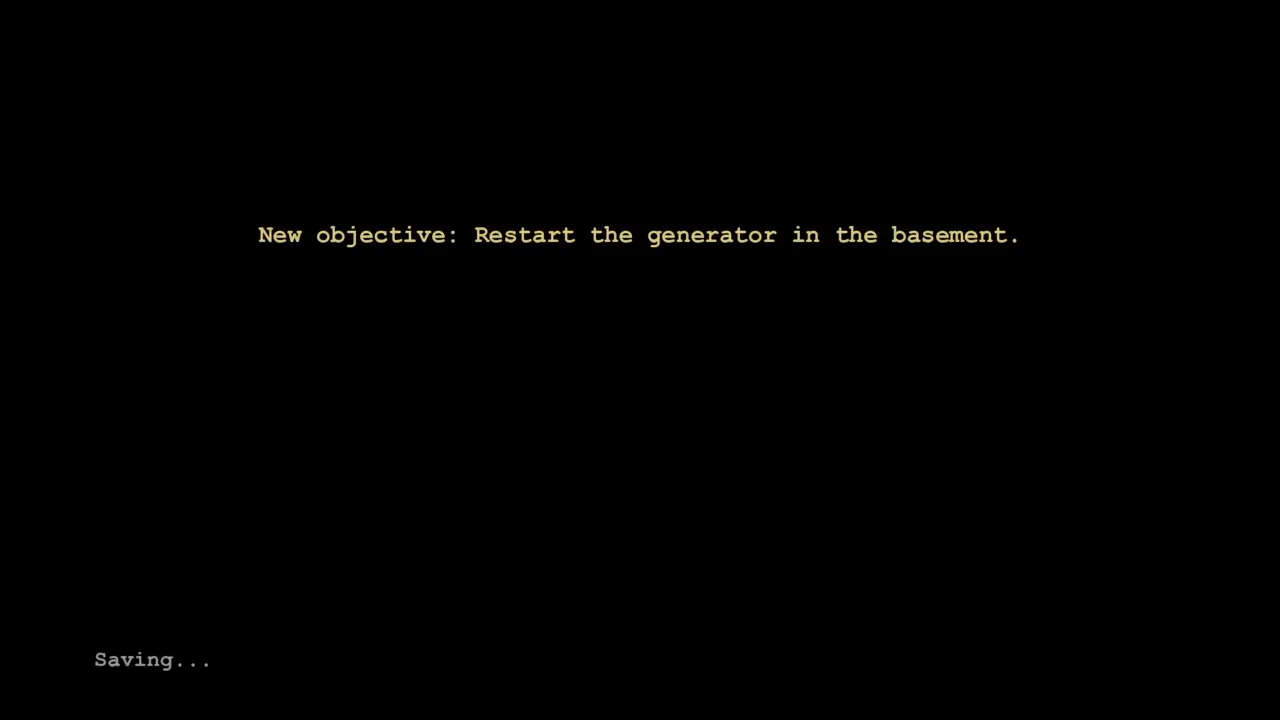 New objective: Restart the generator in the basement.
Saving...